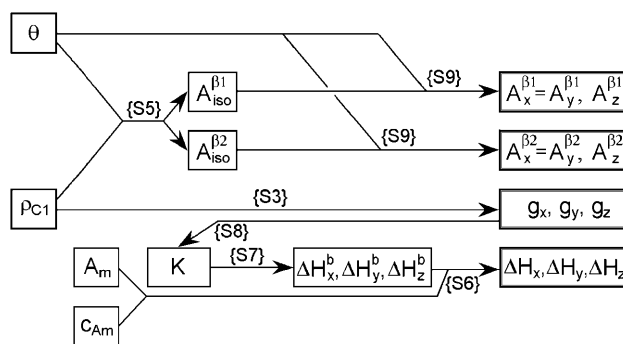 θ
{S5}
A^β1_iso
{S9}
A^β1_x=A^β1_y, A^β1_z
A^β2_iso
{S9}
A^β2_x=A^β2_y, A^β2_z
ρ_C1
{S3}
g_x, g_y, g_z
{S8}
A_m
K
{S7}
ΔH^b_x,ΔH^b_y,ΔH^b_z
{S6}
ΔH_x,ΔH_y,ΔH_z
c_Am